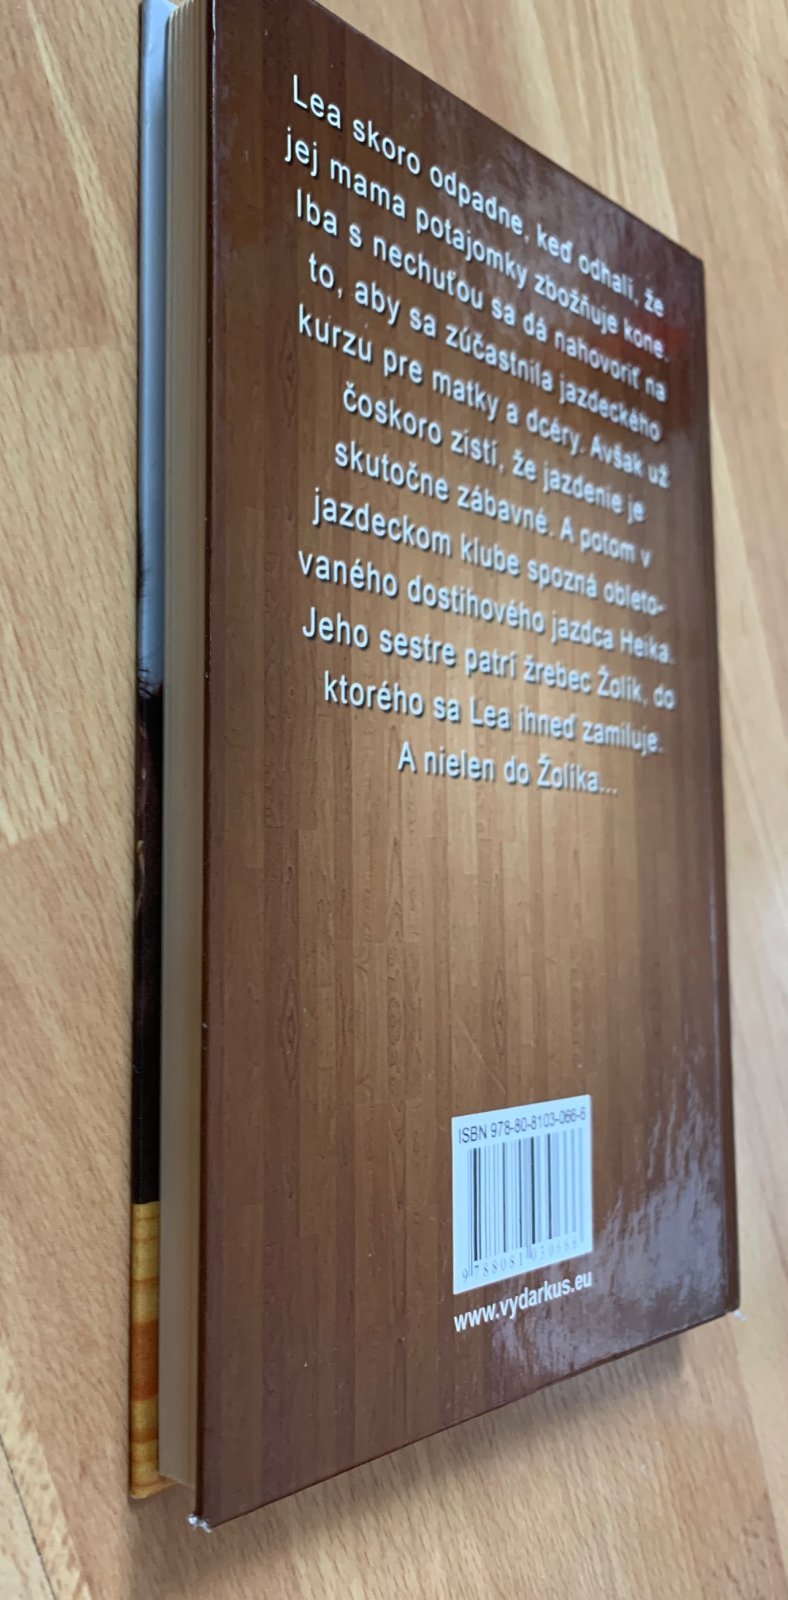 Lea skoro odpadne, keď odhalí, že
jej mama potajomky zbožňuje kone.
Iba s nechuťou sa dá nahovoriť na
to, aby sa zúčastnila jazdeckého
kurzu pre matky a dcéry. Avšak už
čoskoro zistí, že jazdenie je
skutočne zábavné. A potom v
jazdeckom klube spozná obleto-
vaného dostihového jazdca Heika.
Jeho sestre patrí žrebec Žolík, do
ktorého sa Lea ihneď zamiluje.
A nielen do Žolíka...
ISBN 978-80-8103-066-6
9 788081 030666
www.vydarkus.eu